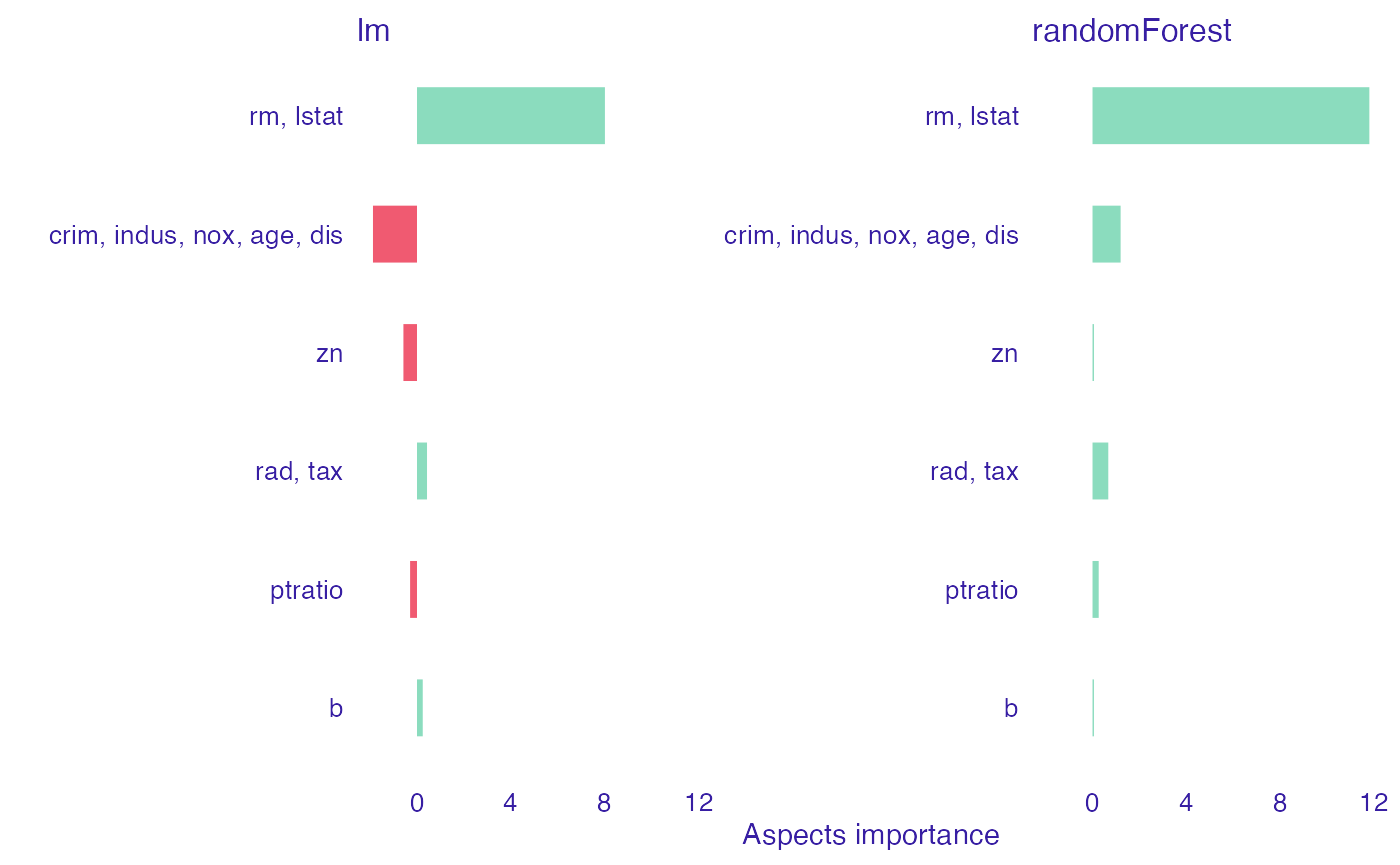 lm
rm, lstat
crim, indus, nox, age, dis
zn
rad, tax
ptratio
b
0 4 8 12
randomForest
rm, lstat
crim, indus, nox, age, dis
zn
rad, tax
ptratio
b
0 4 8 12
Aspects importance